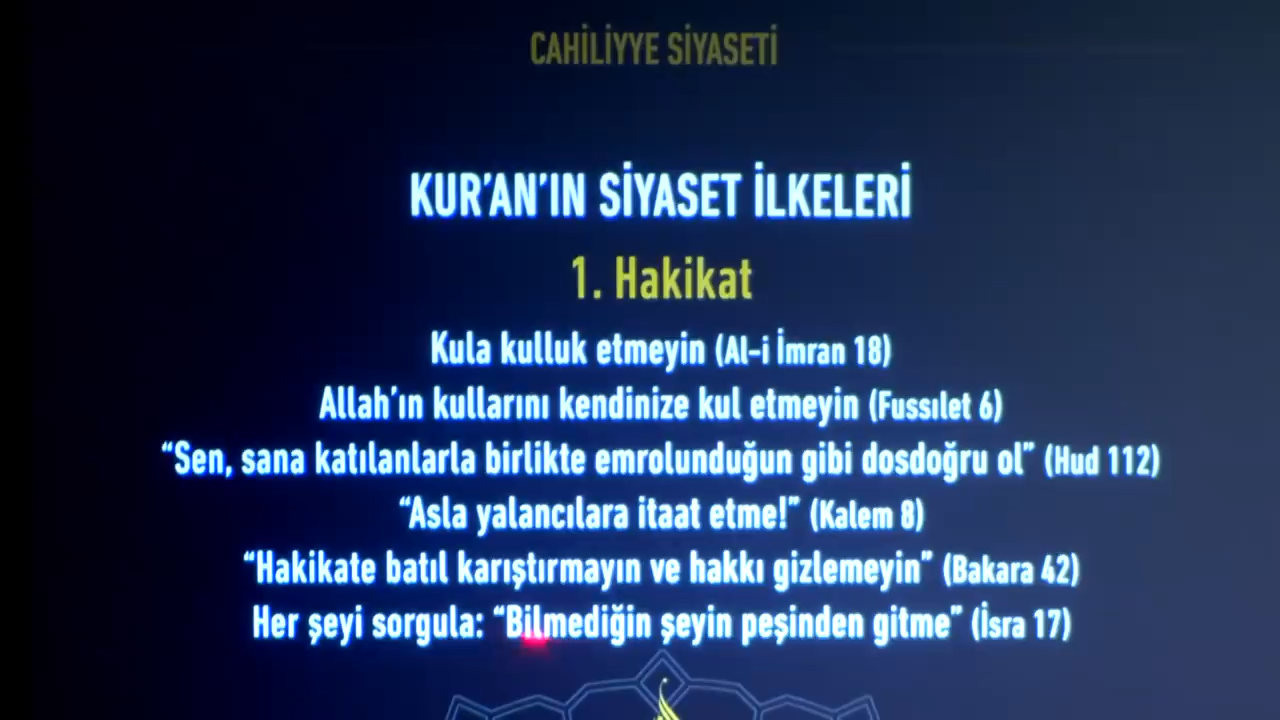 CAHİLİYYE SİYASETİ
KUR'AN'IN SİYASET İLKELERİ
1. Hakikat
Kula kulluk etmeyin (Al-i İmran 18)
Allah'ın kullarını kendinize kul etmeyin (Fussılet 6)
“Sen, sana katılanlarla birlikte emrolunduğun gibi dosdoğru ol” (Hud 112)
“Asla yalancılara itaat etme!” (Kalem 8)
“Hakikate batıl karıştırmayın ve hakkı gizlemeyin” (Bakara 42)
Her şeyi sorgula: “Bilmediğin şeyin peşinden gitme” (İsra 17)